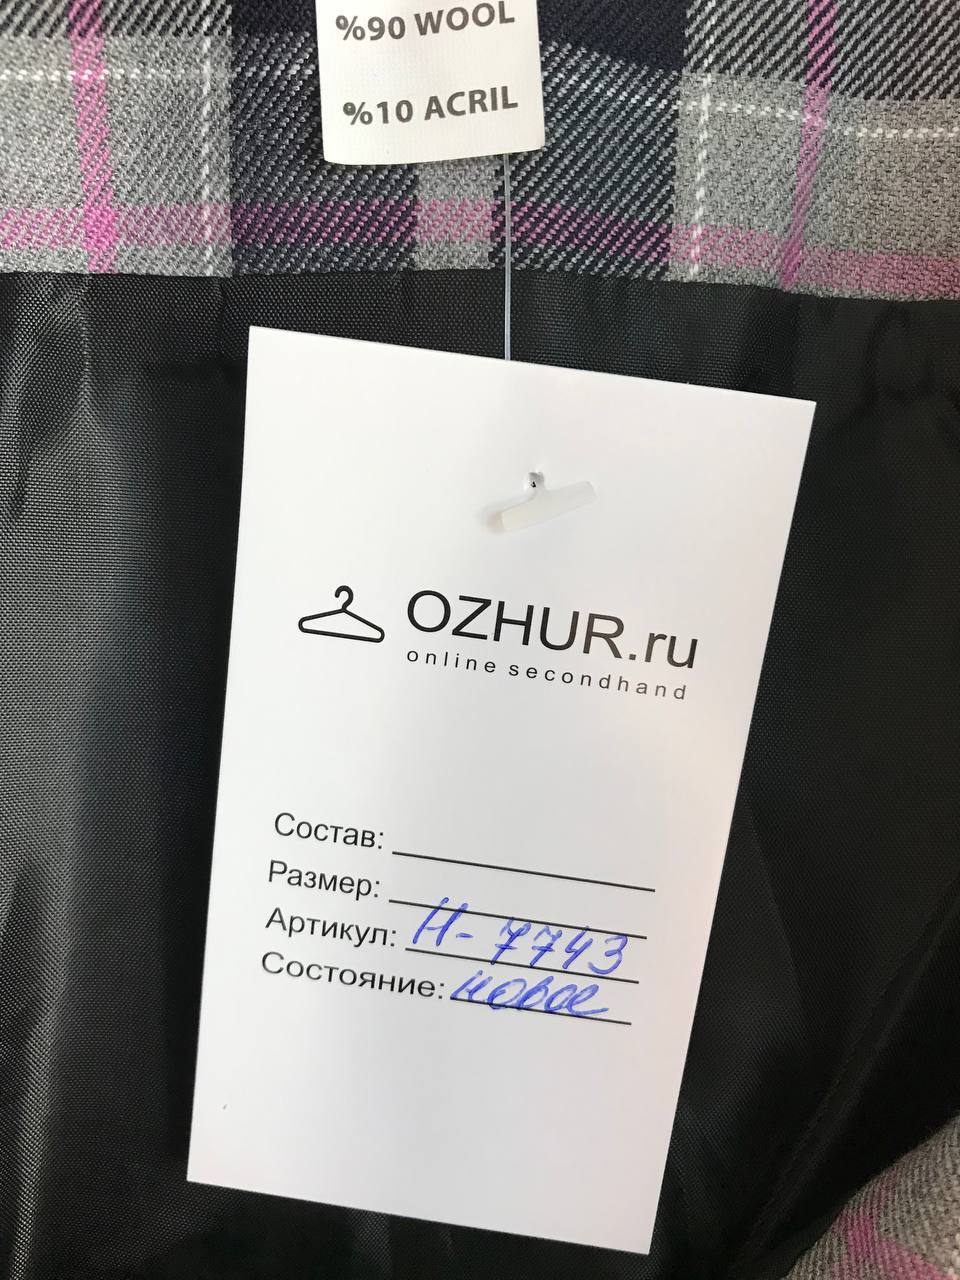 %90 WOOL
%10 ACRIL
OZHUR.ru
online secondhand
Состав:
Размер:
Артикул: Н-7743
Состояние: новое